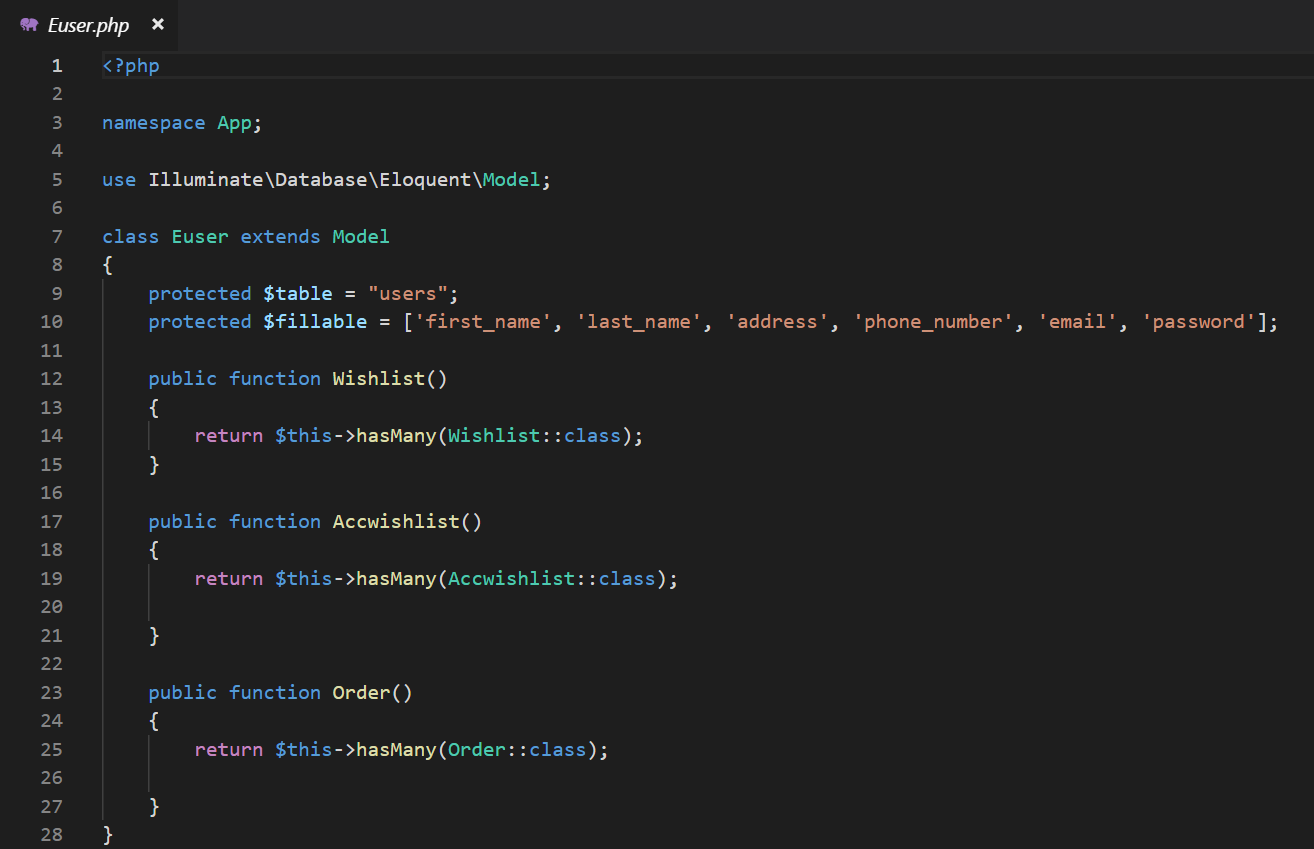 Euser.php ×
1 <?php
2
3 namespace App;
4
5 use Illuminate\Database\Eloquent\Model;
6
7 class Euser extends Model
8 {
9     protected $table = "users";
10     protected $fillable = ['first_name', 'last_name', 'address', 'phone_number', 'email', 'password'];
11
12     public function Wishlist()
13     {
14         return $this->hasMany(Wishlist::class);
15     }
16
17     public function Accwishlist()
18     {
19         return $this->hasMany(Accwishlist::class);
20
21     }
22
23     public function Order()
24     {
25         return $this->hasMany(Order::class);
26
27     }
28 }